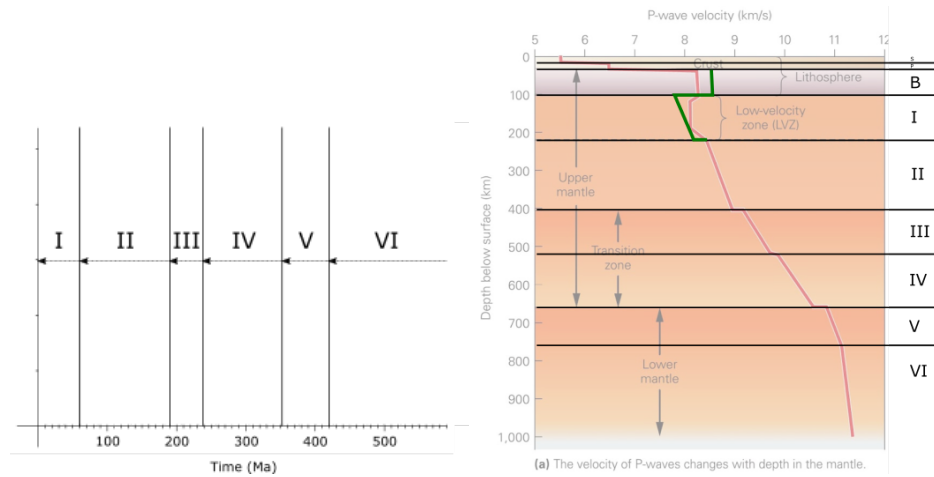 I II III IV V VI
100 200 300 400 500
Time (Ma)
P-wave velocity (km/s)
5 6 7 8 9 10 11 12
0
100
200
300
400
500
600
700
800
900
1,000
Depth below surface (km)
Crust
Lithosphere
Low-velocity
zone (LVZ)
Upper
mantle
Transition
zone
Lower
mantle
B
I
II
III
IV
V
VI
(a) The velocity of P-waves changes with depth in the mantle.